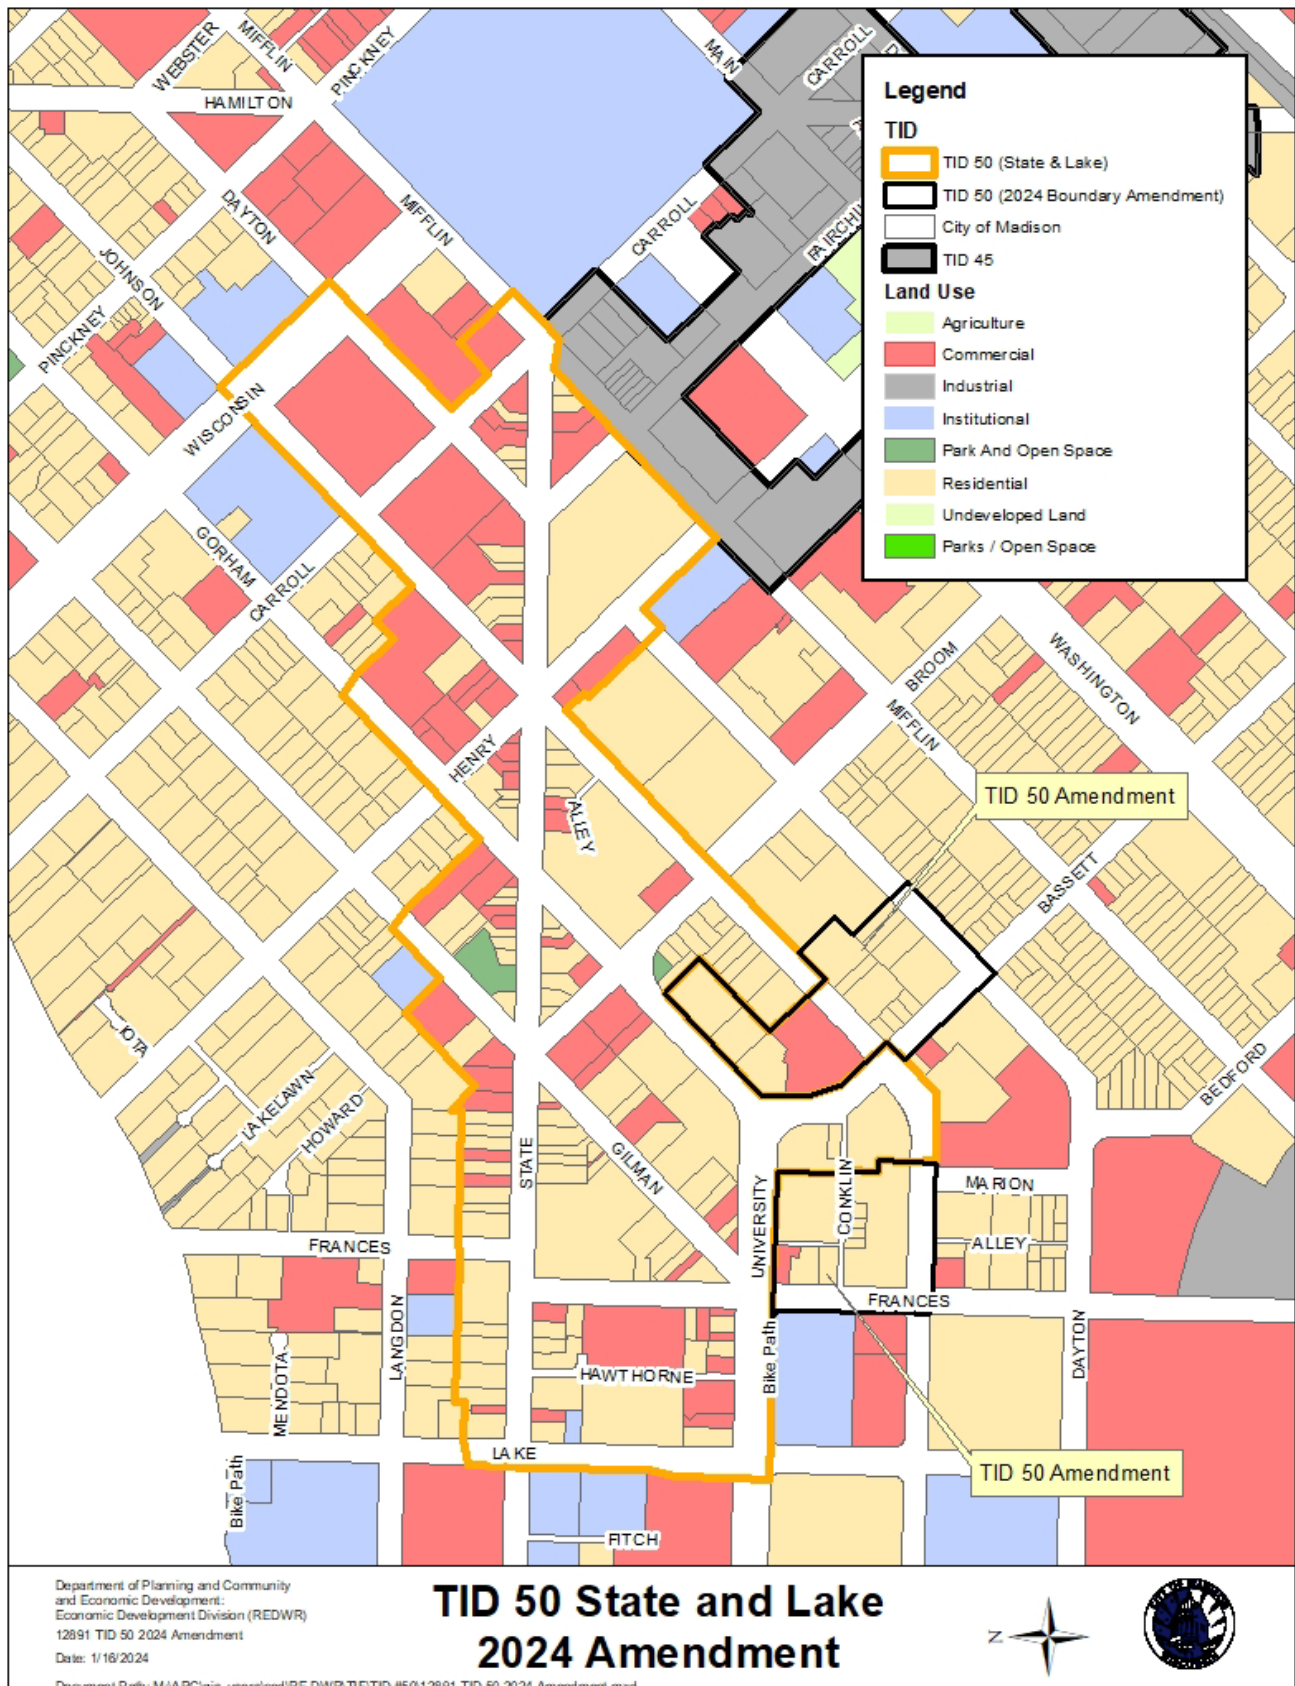 WEBSTER
MIFFLIN
PINCKNEY
HAMILTON
MAIN
CARROLL
DAYTON
MIFFLIN
CARROLL
JOHNSON
PINCKNEY
WISCONSIN
GORHAM
CARROLL
Legend
TID
TID 50 (State & Lake)
TID 50 (2024 Boundary Amendment)
City of Madison
TID 45
Land Use
Agriculture
Commercial
Industrial
Institutional
Park And Open Space
Residential
Undeveloped Land
Parks / Open Space
BROOM
WASHINGTON
MIFFLIN
HENRY
ALLEY
TID 50 Amendment
BASSETT
IOTA
LAKELAWN
HOWARD
BEDFORD
STATE
GILMAN
UNIVERSITY
CONKLIN
MARION
ALLEY
FRANCES
FRANCES
LANGDON
MENDOTA
HAWTHORNE
Bike Path
DAYTON
LAKE
TID 50 Amendment
Bike Path
FITCH
Department of Planning and Community
and Economic Development:
Economic Development Division (REDWR)
12891 TID 50 2024 Amendment
Date: 1/16/2024
TID 50 State and Lake
2024 Amendment
N